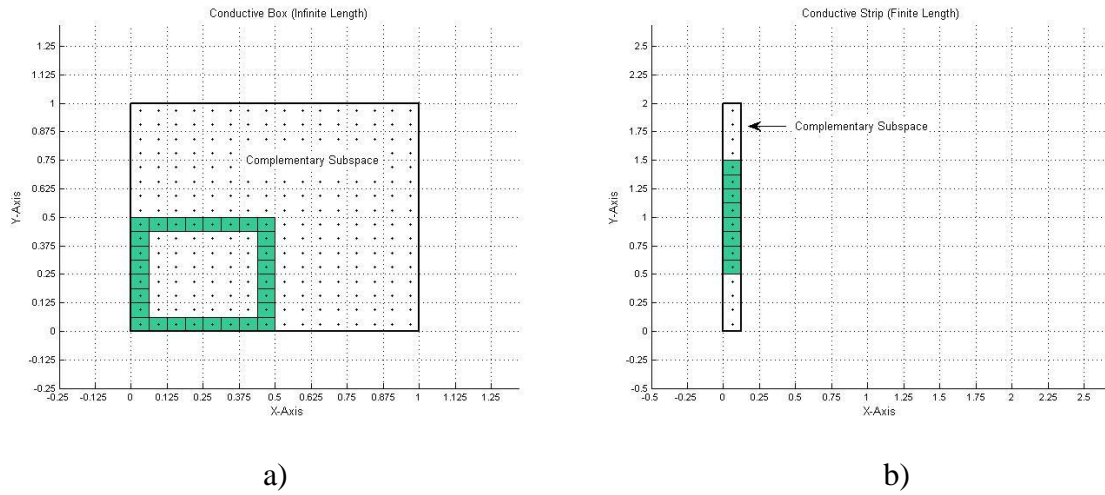 Conductive Box (Infinite Length)
1.25
1.125
1
0.875
0.75
0.625
0.5
0.375
0.25
0.125
0
-0.125
-0.25
Y-Axis
Complementary Subspace
-0.25 -0.125 0 0.125 0.25 0.375 0.5 0.625 0.75 0.875 1 1.125 1.25
X-Axis
a)
Conductive Strip (Finite Length)
2.5
2.25
2
1.75
1.5
1.25
1
0.75
0.5
0.25
0
-0.25
-0.5
Y-Axis
Complementary Subspace
-0.5 -0.25 0 0.25 0.5 0.75 1 1.25 1.5 1.75 2 2.25 2.5
X-Axis
b)